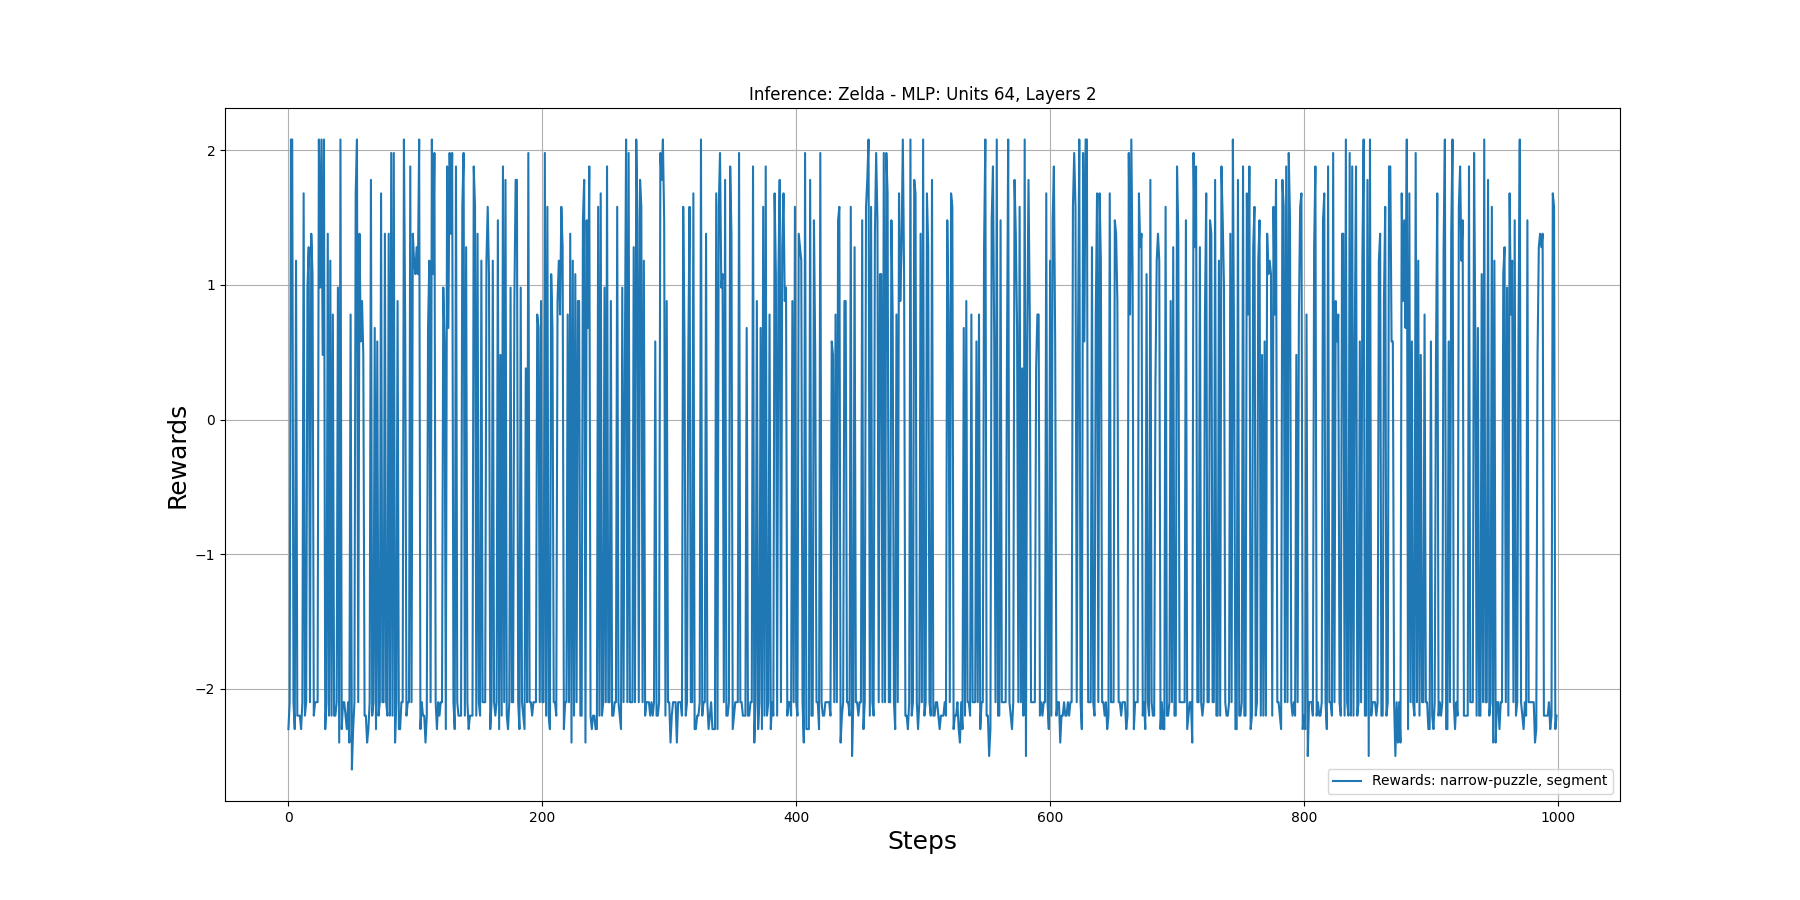 Inference: Zelda - MLP: Units 64, Layers 2
Rewards
2
1
0
−1
−2
Rewards: narrow-puzzle, segment
0
200
400
600
800
1000
Steps